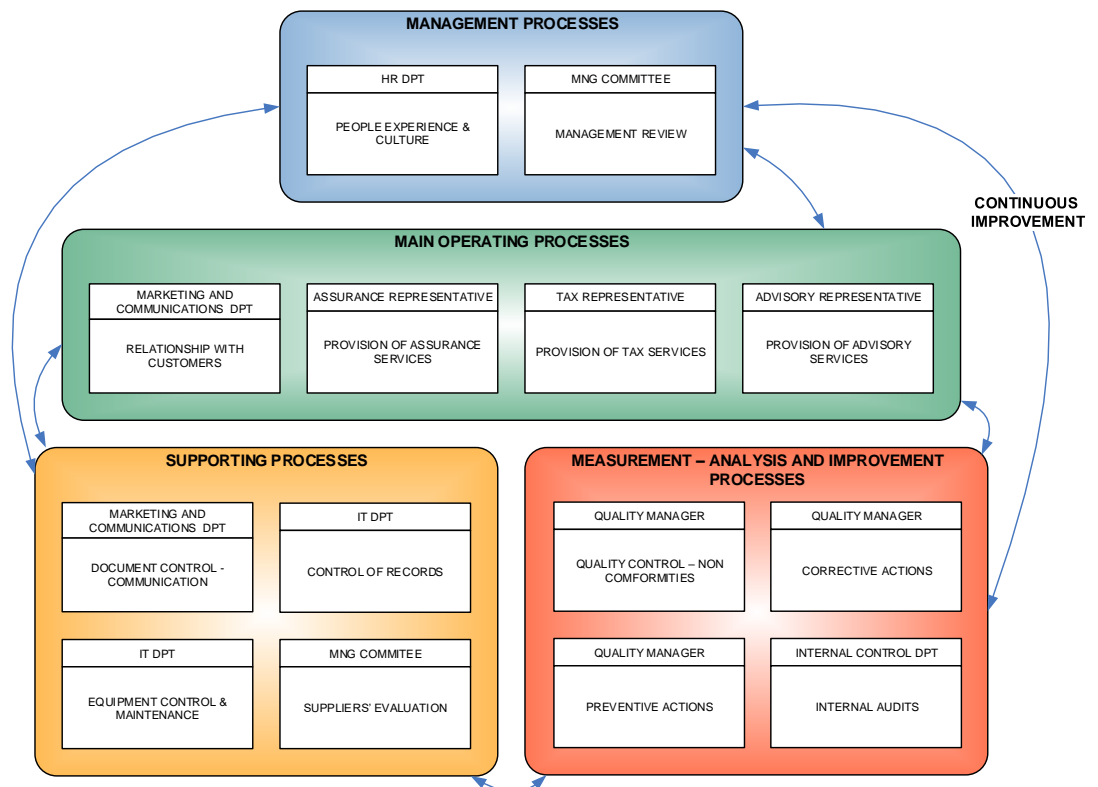 MANAGEMENT PROCESSES
HR DPT
PEOPLE EXPERIENCE &
CULTURE
MNG COMMITTEE
MANAGEMENT REVIEW
CONTINUOUS
IMPROVEMENT
MAIN OPERATING PROCESSES
MARKETING AND
COMMUNICATIONS DPT
RELATIONSHIP WITH
CUSTOMERS
ASSURANCE REPRESENTATIVE
PROVISION OF ASSURANCE
SERVICES
TAX REPRESENTATIVE
PROVISION OF TAX SERVICES
ADVISORY REPRESENTATIVE
PROVISION OF ADVISORY
SERVICES
SUPPORTING PROCESSES
MARKETING AND
COMMUNICATIONS DPT
DOCUMENT CONTROL -
COMMUNICATION
IT DPT
CONTROL OF RECORDS
IT DPT
EQUIPMENT CONTROL &
MAINTENANCE
MNG COMMITEE
SUPPLIERS' EVALUATION
MEASUREMENT – ANALYSIS AND IMPROVEMENT
PROCESSES
QUALITY MANAGER
QUALITY CONTROL – NON
COMFORMITIES
QUALITY MANAGER
CORRECTIVE ACTIONS
QUALITY MANAGER
PREVENTIVE ACTIONS
INTERNAL CONTROL DPT
INTERNAL AUDITS